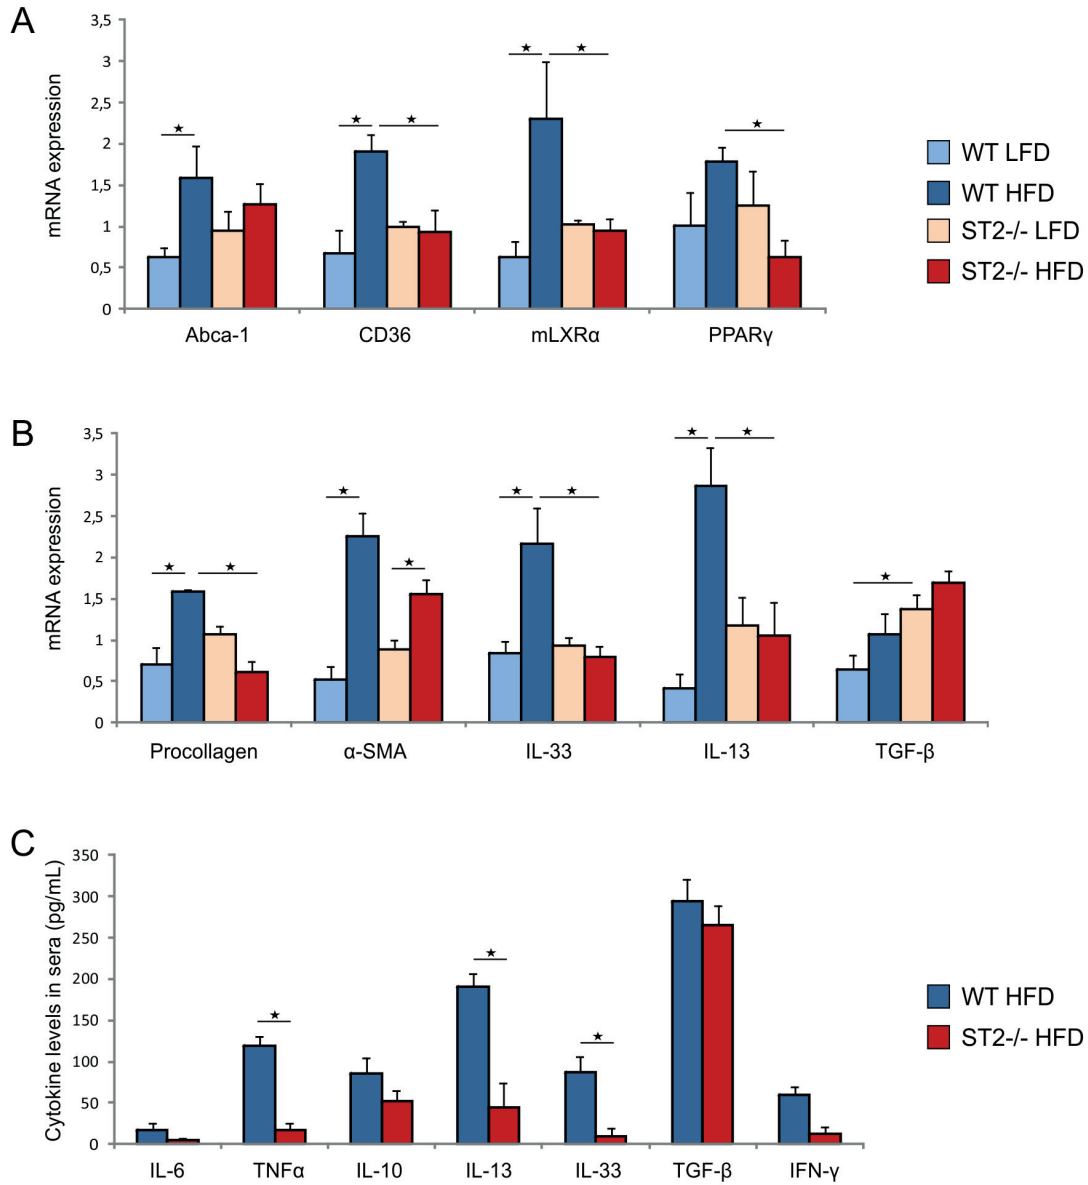 A
mRNA expression
3,5
3
2,5
2
1,5
1
0,5
0
★ ★ ★ ★ ★ ★
Abca-1 CD36 mLXRα PPARγ
WT LFD
WT HFD
ST2-/- LFD
ST2-/- HFD
B
mRNA expression
3,5
3
2,5
2
1,5
1
0,5
0
★ ★ ★ ★ ★ ★ ★ ★ ★
Procollagen α-SMA IL-33 IL-13 TGF-β
C
Cytokine levels in sera (pg/mL)
350
300
250
200
150
100
50
0
★ ★ ★
IL-6 TNFα IL-10 IL-13 IL-33 TGF-β IFN-γ
WT HFD
ST2-/- HFD